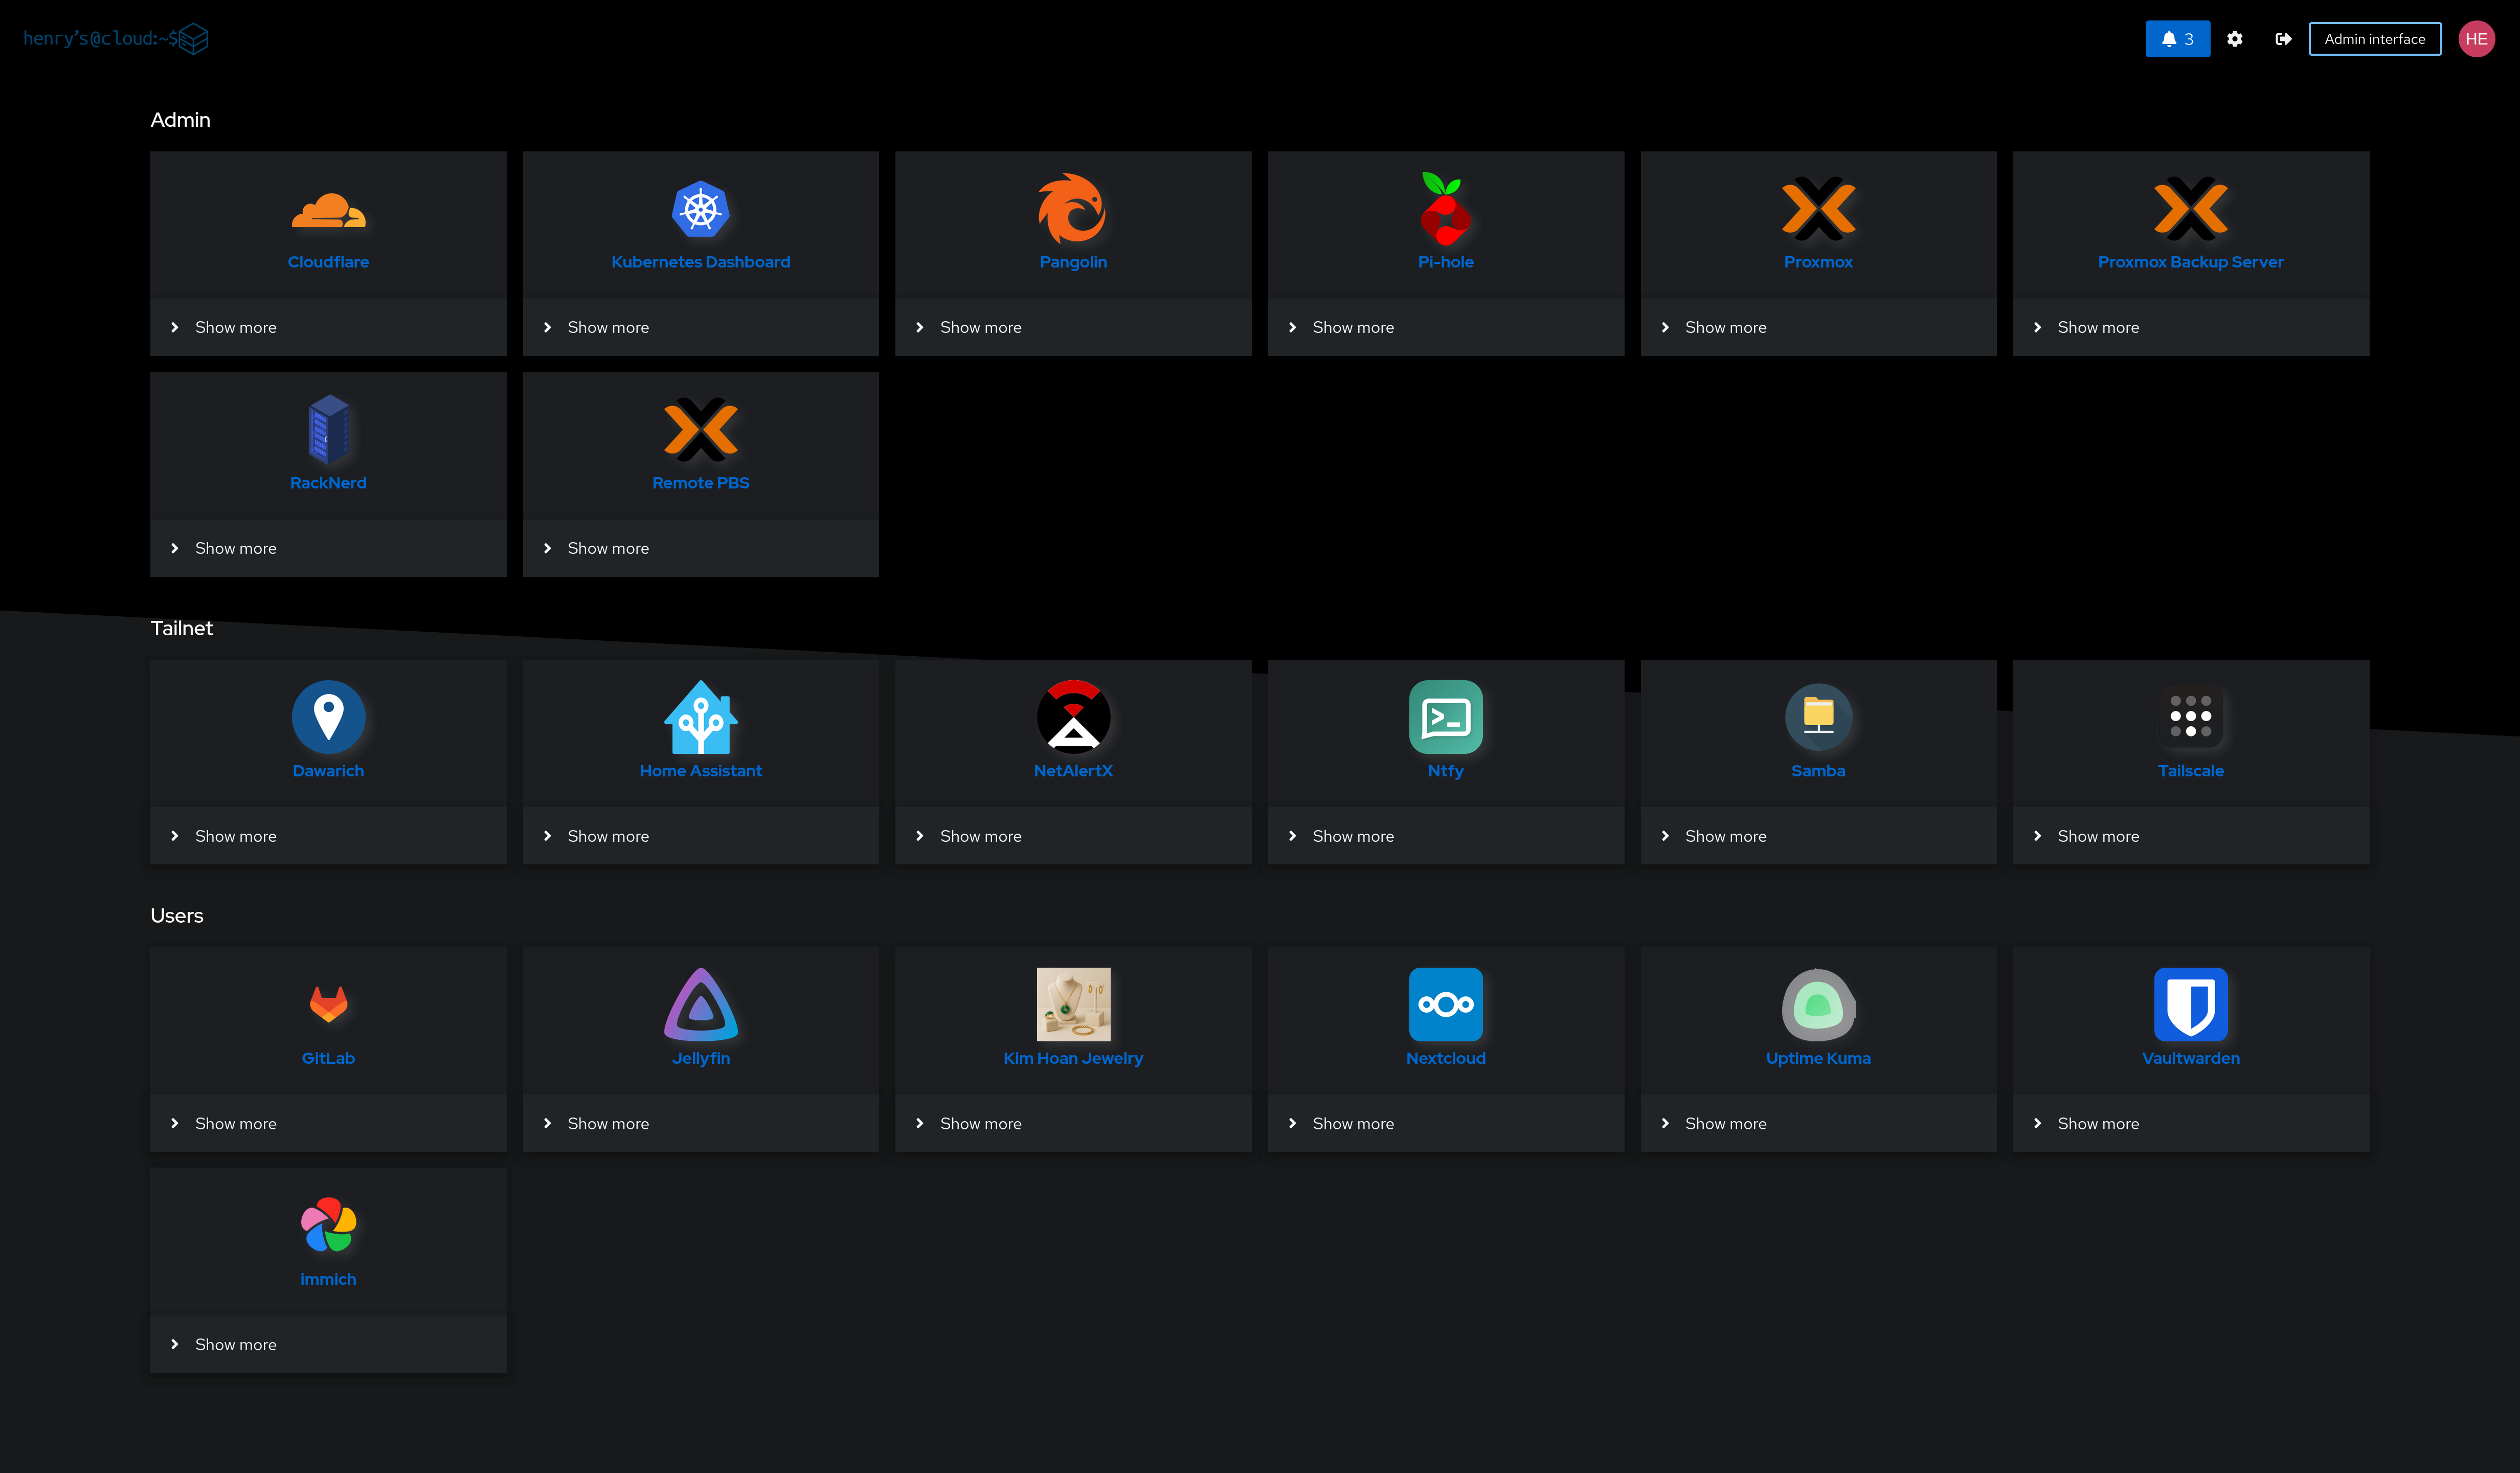 henry's@cloud:~$
3
Admin interface
HE
Admin
Cloudflare
Kubernetes Dashboard
Pangolin
Pi-hole
Proxmox
Proxmox Backup Server
Show more
Show more
Show more
Show more
Show more
Show more
RackNerd
Remote PBS
Show more
Show more
Tailnet
Dawarich
Home Assistant
NetAlertX
Ntfy
Samba
Tailscale
Show more
Show more
Show more
Show more
Show more
Show more
Users
GitLab
Jellyfin
Kim Hoan Jewelry
Nextcloud
Uptime Kuma
Vaultwarden
Show more
Show more
Show more
Show more
Show more
Show more
immich
Show more